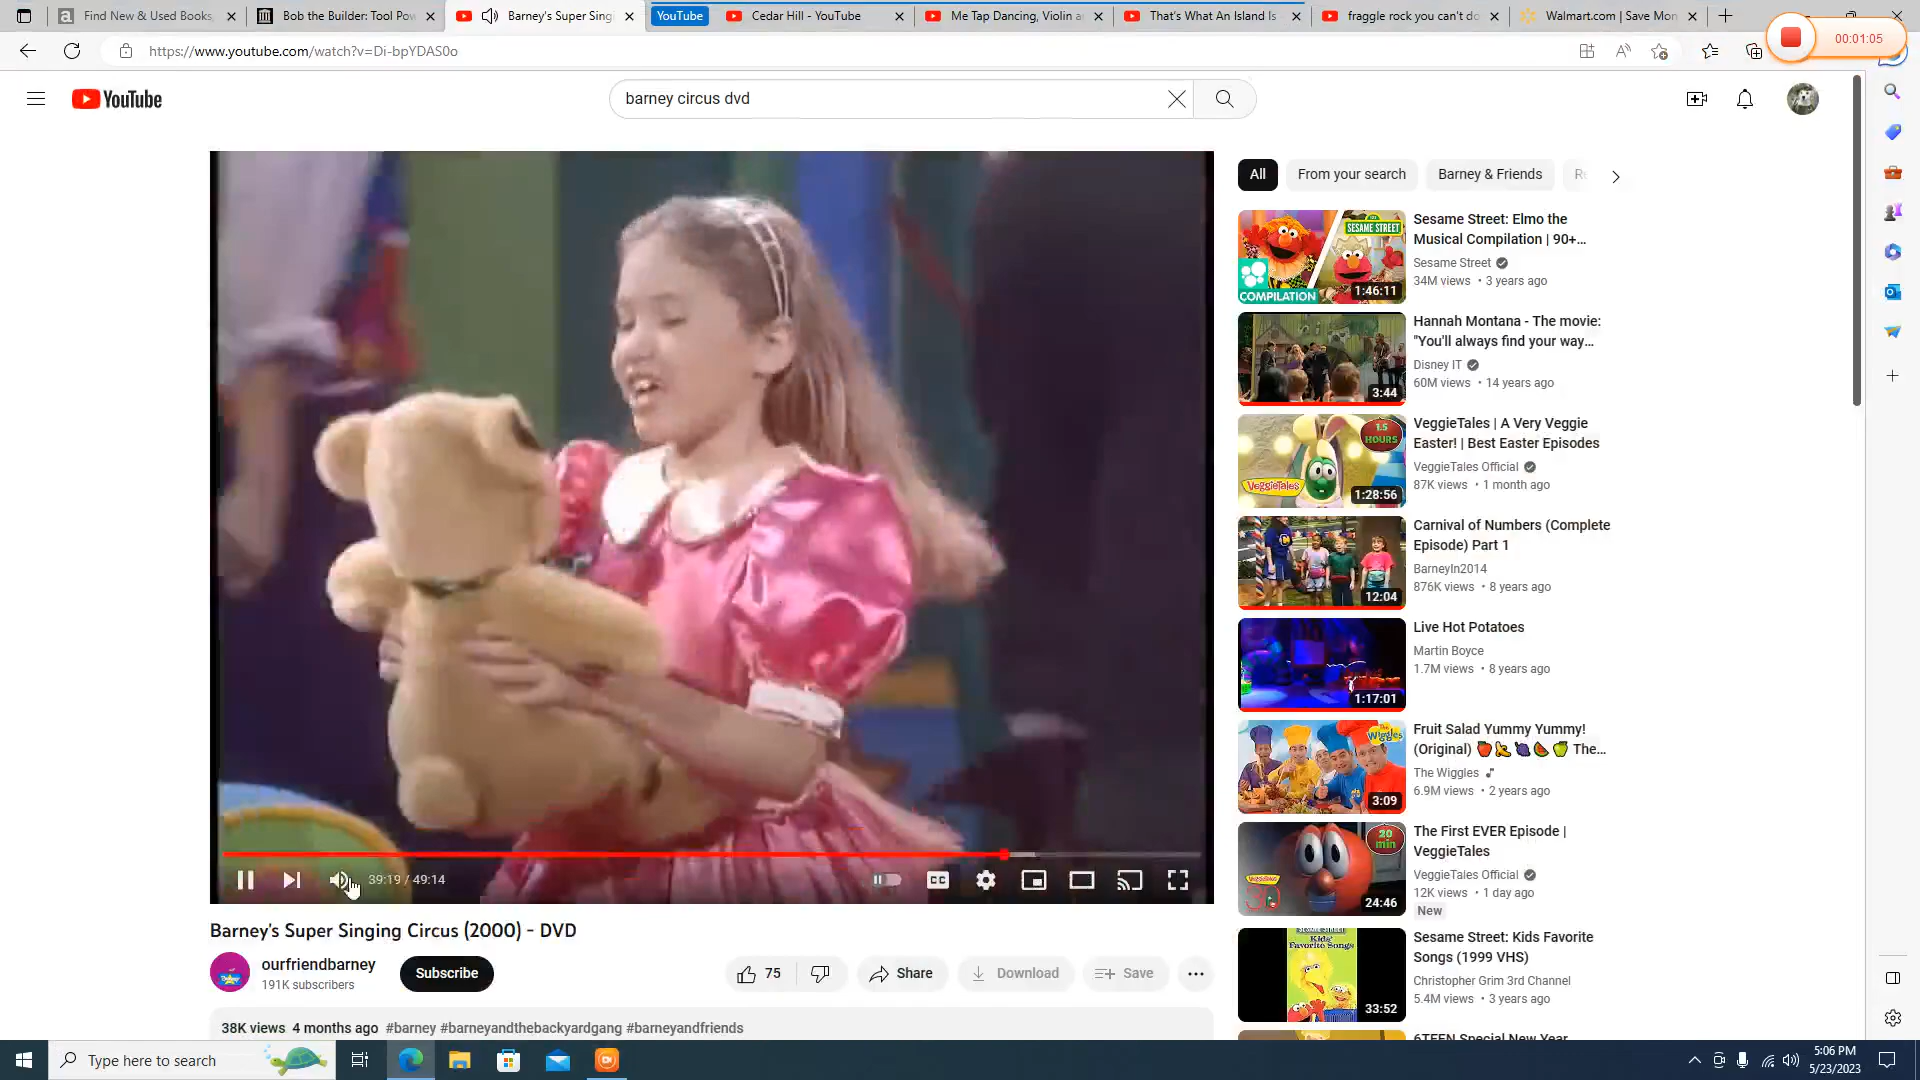 Find New & Used Books,
Bob the Builder: Tool Pow
Barney's Super Sing
YouTube
Cedar Hill - YouTube
Me Tap Dancing, Violin a
That's What An Island Is
fraggle rock you can't do
Walmart.com | Save Mon
00:01:05
https://www.youtube.com/watch?v=Di-bpYDAS0o
YouTube
barney circus dvd
All
From your search
Barney & Friends
Sesame Street: Elmo the
Musical Compilation | 90+...
Sesame Street
34M views • 3 years ago
SESAME STREET
COMPILATION
1:46:11
Hannah Montana - The movie:
"You'll always find your way...
Disney IT
60M views • 14 years ago
3:44
VeggieTales | A Very Veggie
Easter! | Best Easter Episodes
VeggieTales Official
87K views • 1 month ago
1.5
HOURS
VeggieTales
1:28:56
Carnival of Numbers (Complete
Episode) Part 1
BarneyIn2014
876K views • 8 years ago
12:04
Live Hot Potatoes
Martin Boyce
1.7M views • 8 years ago
1:17:01
Fruit Salad Yummy Yummy!
(Original) 🍎🍌🍇🍉🍏 The...
The Wiggles
6.9M views • 2 years ago
Wiggles
3:09
The First EVER Episode |
VeggieTales
VeggieTales Official
12K views • 1 day ago
New
20
min
24:46
Sesame Street: Kids Favorite
Songs (1999 VHS)
Christopher Grim 3rd Channel
5.4M views • 3 years ago
SESAME STREET
Kids'
Favorite Songs
33:52
6TEEN Special New Year
39:19 / 49:14
CC
Barney's Super Singing Circus (2000) - DVD
ourfriendbarney
191K subscribers
Subscribe
75
Share
Download
Save
38K views 4 months ago #barney #barneyandthebackyardgang #barneyandfriends
Type here to search
5:06 PM
5/23/2023